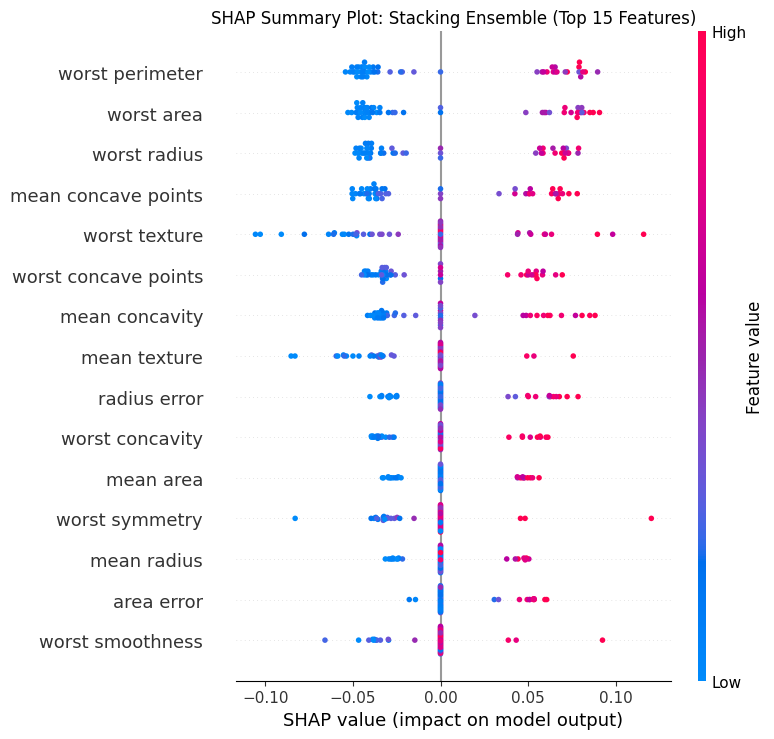 SHAP Summary Plot: Stacking Ensemble (Top 15 Features)
High
worst perimeter
worst area
worst radius
mean concave points
worst texture
worst concave points
mean concavity
mean texture
radius error
worst concavity
mean area
worst symmetry
mean radius
area error
worst smoothness
Feature value
Low
−0.10 −0.05 0.00 0.05 0.10
SHAP value (impact on model output)